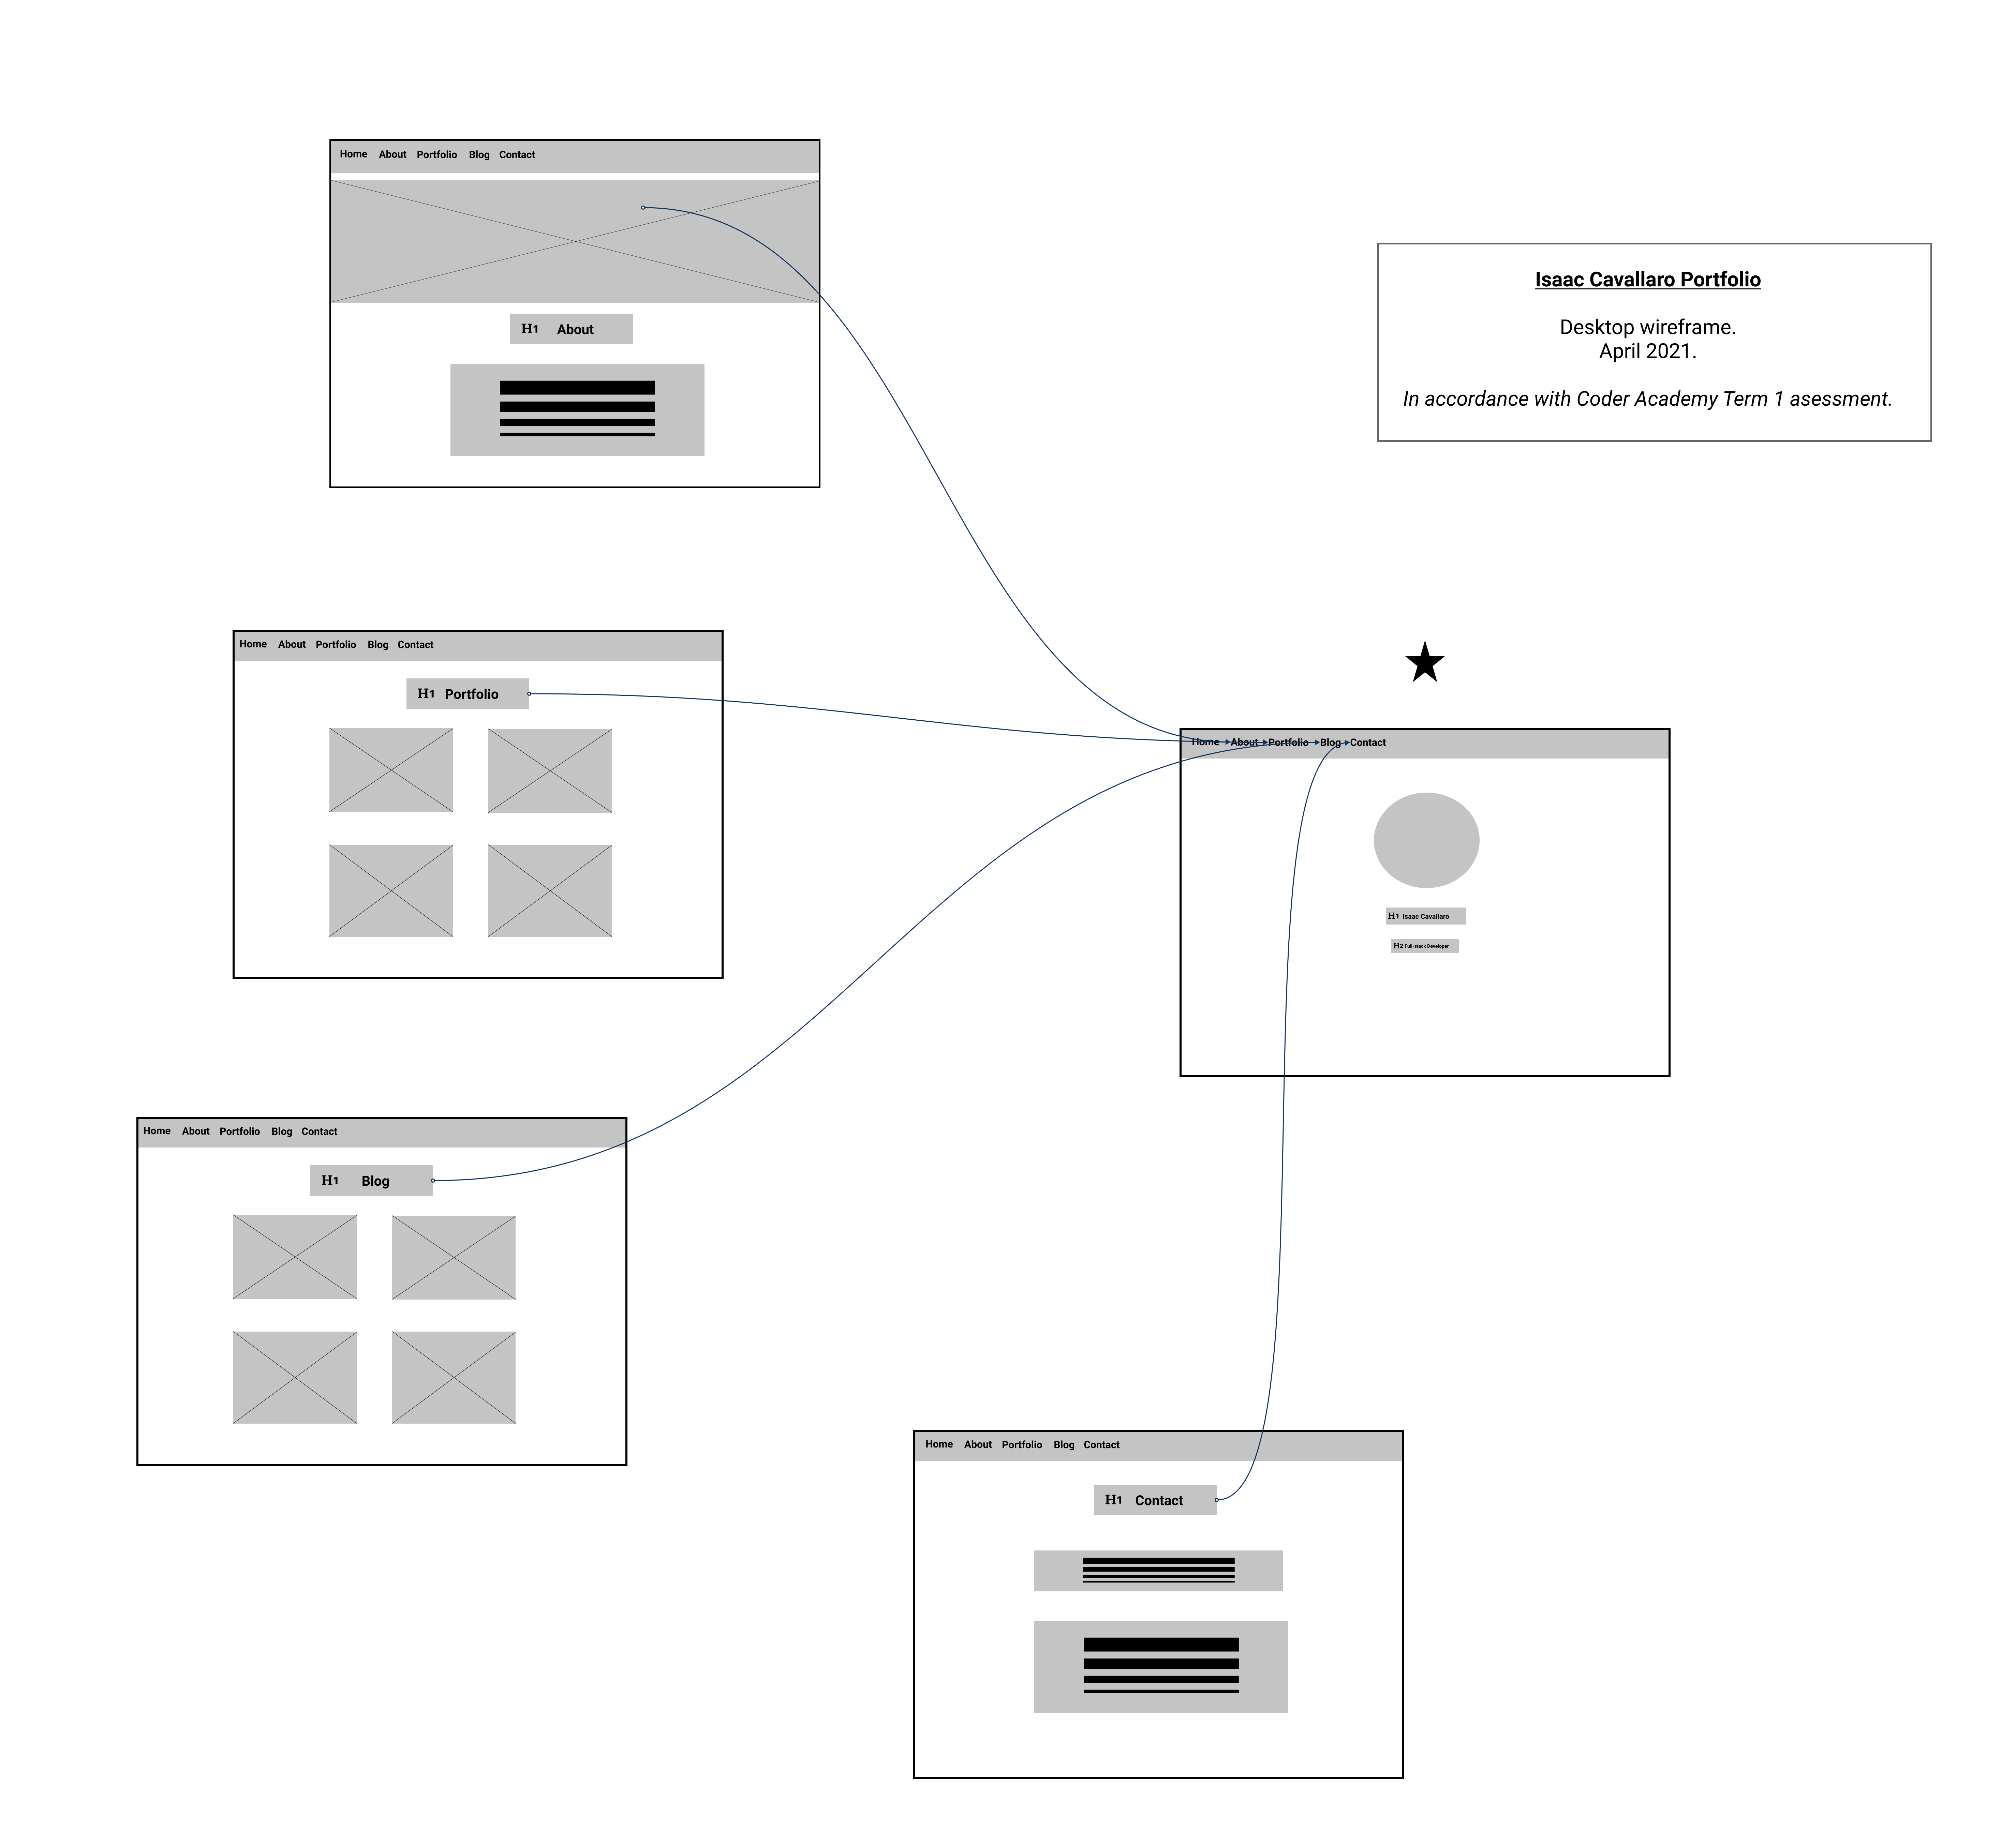 Home About Portfolio Blog Contact
H1 About
Isaac Cavallaro Portfolio
Desktop wireframe.
April 2021.
In accordance with Coder Academy Term 1 asessment.
Home About Portfolio Blog Contact
H1 Portfolio
Home About Portfolio Blog Contact
H1 Isaac Cavallaro
H2 Full-stack Developer
Home About Portfolio Blog Contact
H1 Blog
Home About Portfolio Blog Contact
H1 Contact